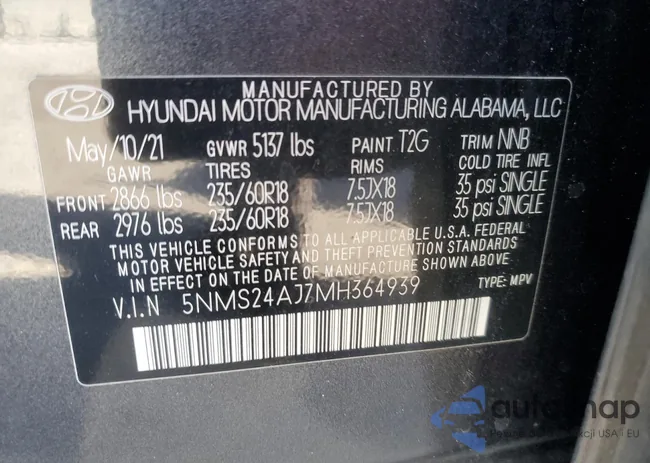 MANUFACTURED BY
HYUNDAI MOTOR MANUFACTURING ALABAMA, LLC
May/10/21 GVWR 5137 lbs PAINT T2G TRIM NNB
GAWR TIRES RIMS COLD TIRE INFL
FRONT 2866 lbs 235/60R18 7.5JX18 35 psi SINGLE
REAR 2976 lbs 235/60R18 7.5JX18 35 psi SINGLE
THIS VEHICLE CONFORMS TO ALL APPLICABLE U.S.A. FEDERAL
MOTOR VEHICLE SAFETY AND THEFT PREVENTION STANDARDS
IN EFFECT ON THE DATE OF MANUFACTURE SHOWN ABOVE.
V.I.N 5NMS24AJ7MH364939 TYPE: MPV
USA i EU